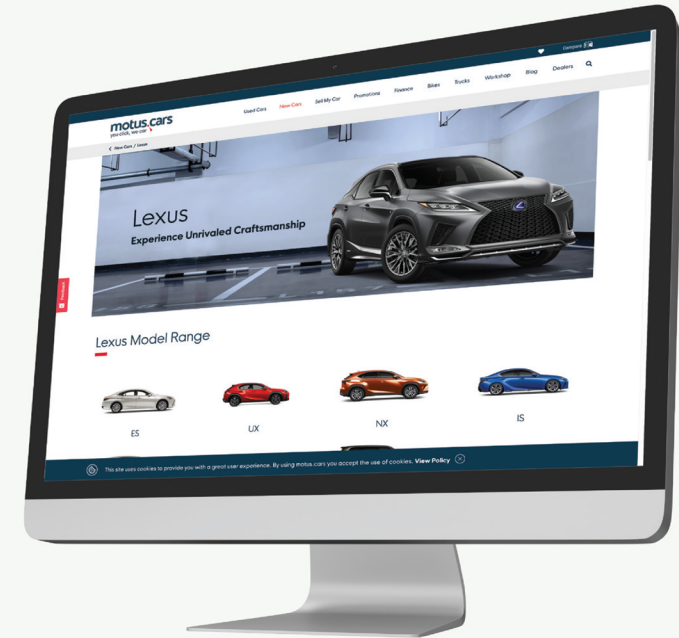 Compare
motus.cars
you click, we car
Used Cars New Cars Sell My Car Promotions Finance Bikes Trucks Workshop Blog Dealers
New Cars / Lexus
Lexus
Experience Unrivaled Craftsmanship
Feedback
Lexus Model Range
ES UX NX IS
This site uses cookies to provide you with a great user experience. By using motus.cars you accept the use of cookies. View Policy